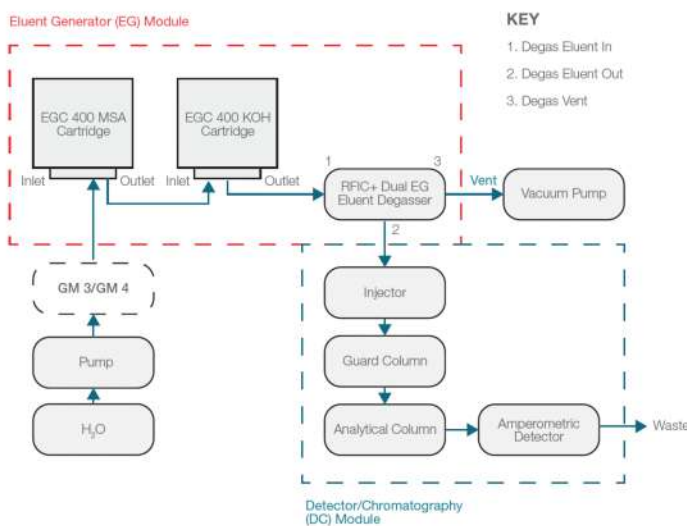 Eluent Generator (EG) Module
KEY
1. Degas Eluent In
2. Degas Eluent Out
3. Degas Vent
EGC 400 MSA
Cartridge
EGC 400 KOH
Cartridge
Inlet
Outlet
Inlet
Outlet
1
3
RFIC+ Dual EG
Eluent Degasser
Vent
Vacuum Pump
2
GM 3/GM 4
Injector
Pump
Guard Column
H₂O
Analytical Column
Amperometric
Detector
Waste
Detector/Chromatography
(DC) Module